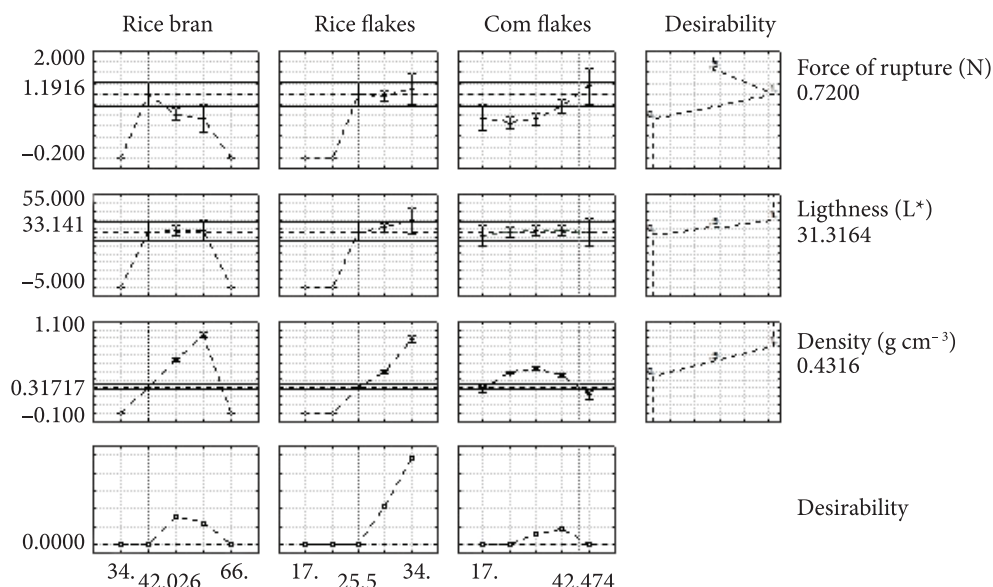 Rice bran Rice flakes Com flakes Desirability
2.000
1.1916
−0.200
Force of rupture (N)
0.7200
55.000
33.141
−5.000
Ligthness (L*)
31.3164
1.100
0.31717
−0.100
Density (g cm⁻³)
0.4316
0.0000
Desirability
34. 42.026 66. 17. 25.5 34. 17. 42.474